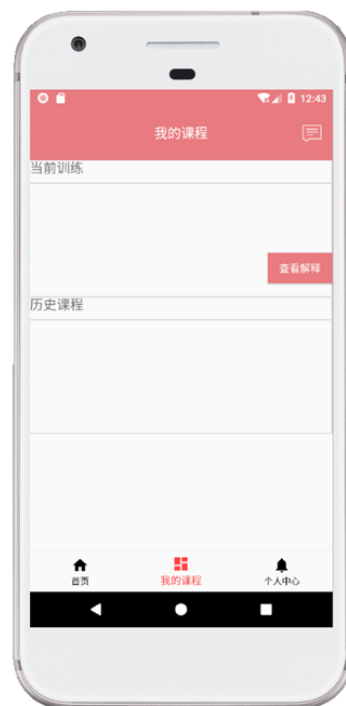 12:43
我的课程
当前训练
查看解释
历史课程
首页
我的课程
个人中心